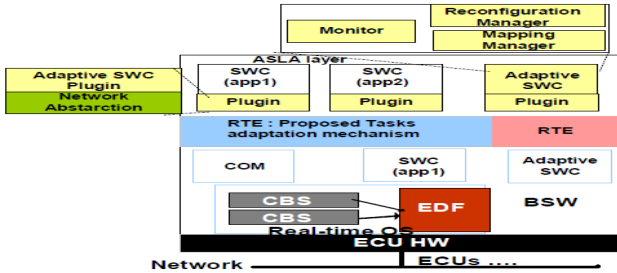 Reconfiguration
Manager
Monitor
Mapping
Manager
ASLA layer
Adaptive SWC
Plugin
Network
Abstarction
SWC
(app1)
Plugin
SWC
(app2)
Plugin
Adaptive
SWC
Plugin
RTE : Proposed Tasks
adaptation mechanism
RTE
COM
SWC
(app1)
Adaptive
SWC
CBS
CBS
EDF
BSW
Real-time OS
ECU HW
Network
ECUs ....